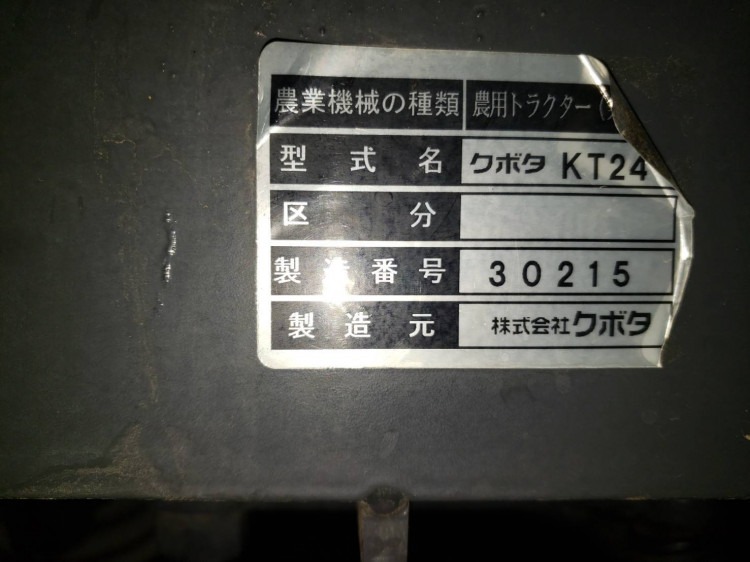 農業機械の種類 農用トラクター(
型式名 クボタ KT24
区分
製造番号 30215
製造元 株式会社クボタ